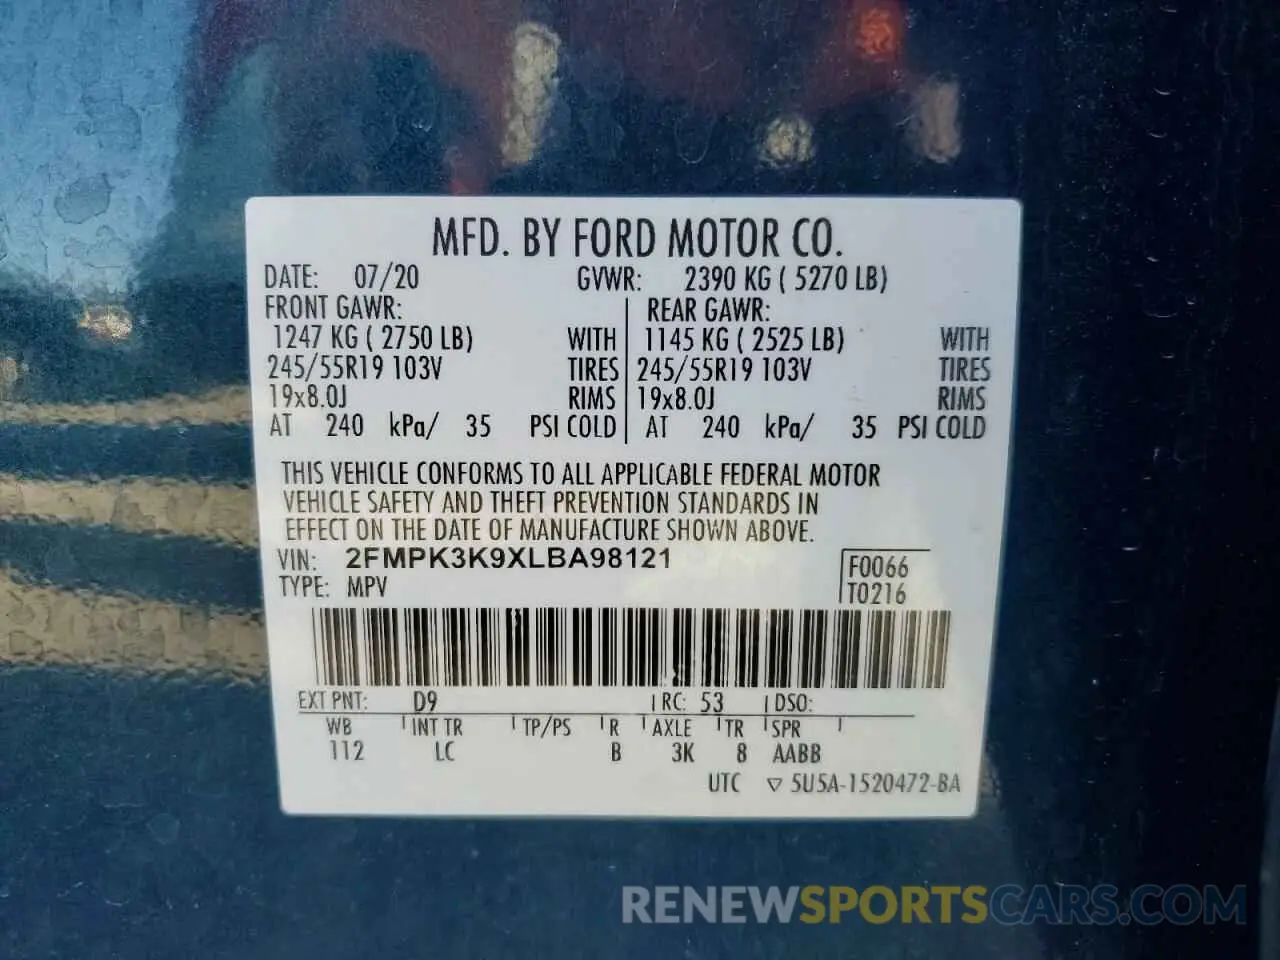 MFD. BY FORD MOTOR CO.
DATE: 07/20 GVWR: 2390 KG ( 5270 LB)
FRONT GAWR: REAR GAWR:
1247 KG ( 2750 LB) WITH 1145 KG ( 2525 LB) WITH
245/55R19 103V TIRES 245/55R19 103V TIRES
19x8.0J RIMS 19x8.0J RIMS
AT 240 kPa/ 35 PSI COLD AT 240 kPa/ 35 PSI COLD
THIS VEHICLE CONFORMS TO ALL APPLICABLE FEDERAL MOTOR
VEHICLE SAFETY AND THEFT PREVENTION STANDARDS IN
EFFECT ON THE DATE OF MANUFACTURE SHOWN ABOVE.
VIN: 2FMPK3K9XLBA98121 F0066
TYPE: MPV T0216
EXT PNT: D9 RC: 53 DSO:
WB INT TR TP/PS R AXLE TR SPR
112 LC B 3K 8 AABB
UTC ▽ 5U5A-1520472-BA
RENEWSPORTSCARS.COM